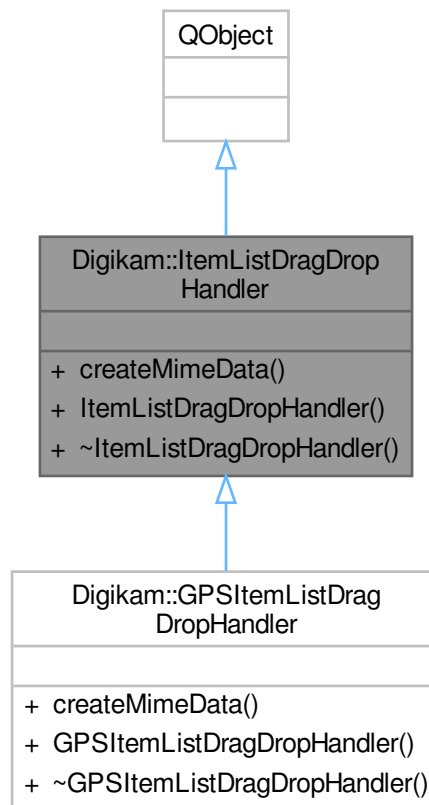 QObject
Digikam::ItemListDragDrop
Handler
+ createMimeData()
+ ItemListDragDropHandler()
+ ~ItemListDragDropHandler()
Digikam::GPSItemListDrag
DropHandler
+ createMimeData()
+ GPSItemListDragDropHandler()
+ ~GPSItemListDragDropHandler()